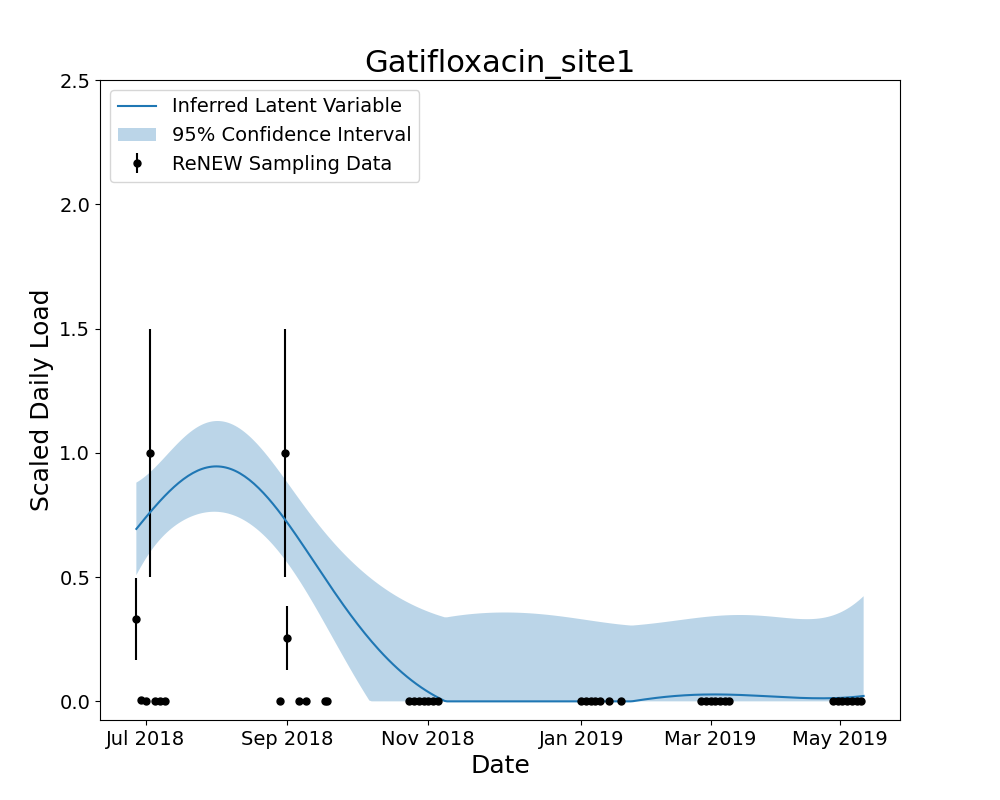 Gatifloxacin_site1
Inferred Latent Variable
95% Confidence Interval
ReNEW Sampling Data
2.5
2.0
1.5
1.0
0.5
0.0
Scaled Daily Load
Jul 2018 Sep 2018 Nov 2018 Jan 2019 Mar 2019 May 2019
Date